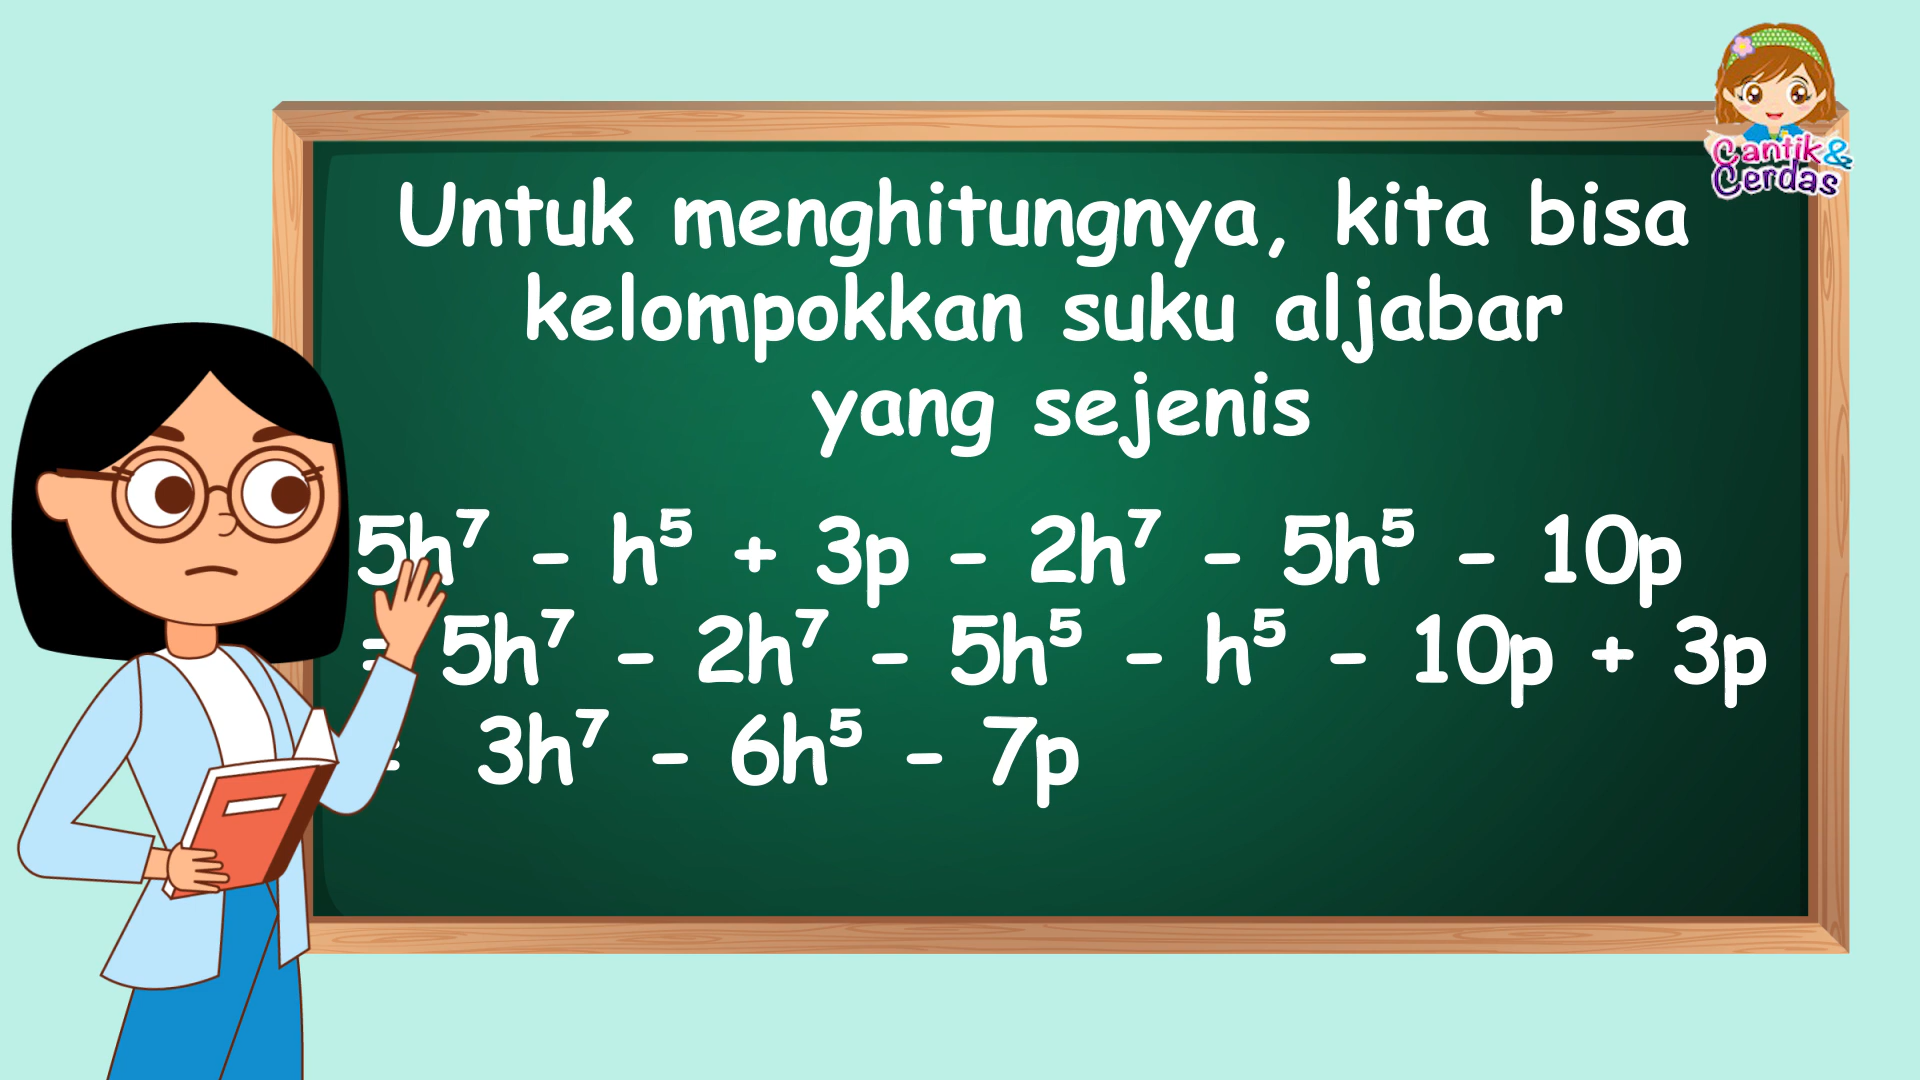 Cantik &
Cerdas
Untuk menghitungnya, kita bisa
kelompokkan suku aljabar
yang sejenis
5h⁷ – h⁵ + 3p – 2h⁷ – 5h⁵ – 10p
= 5h⁷ – 2h⁷ – 5h⁵ – h⁵ – 10p + 3p
= 3h⁷ – 6h⁵ – 7p